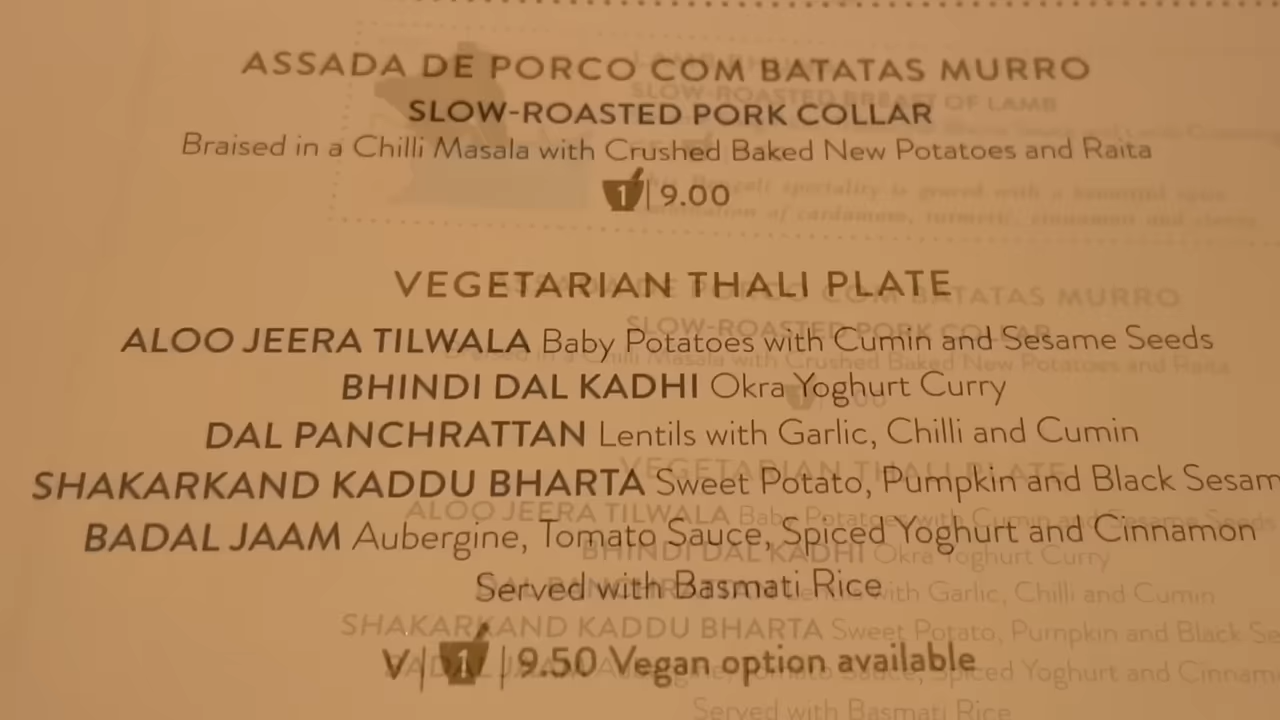 ASSADA DE PORCO COM BATATAS MURRO
SLOW-ROASTED PORK COLLAR
Braised in a Chilli Masala with Crushed Baked New Potatoes and Raita
1 | 9.00
VEGETARIAN THALI PLATE
ALOO JEERA TILWALA Baby Potatoes with Cumin and Sesame Seeds
BHINDI DAL KADHI Okra Yoghurt Curry
DAL PANCHRATTAN Lentils with Garlic, Chilli and Cumin
SHAKARKAND KADDU BHARTA Sweet Potato, Pumpkin and Black Sesam
BADAL JAAM Aubergine, Tomato Sauce, Spiced Yoghurt and Cinnamon
Served with Basmati Rice
V | 1 | 9.50 Vegan option available